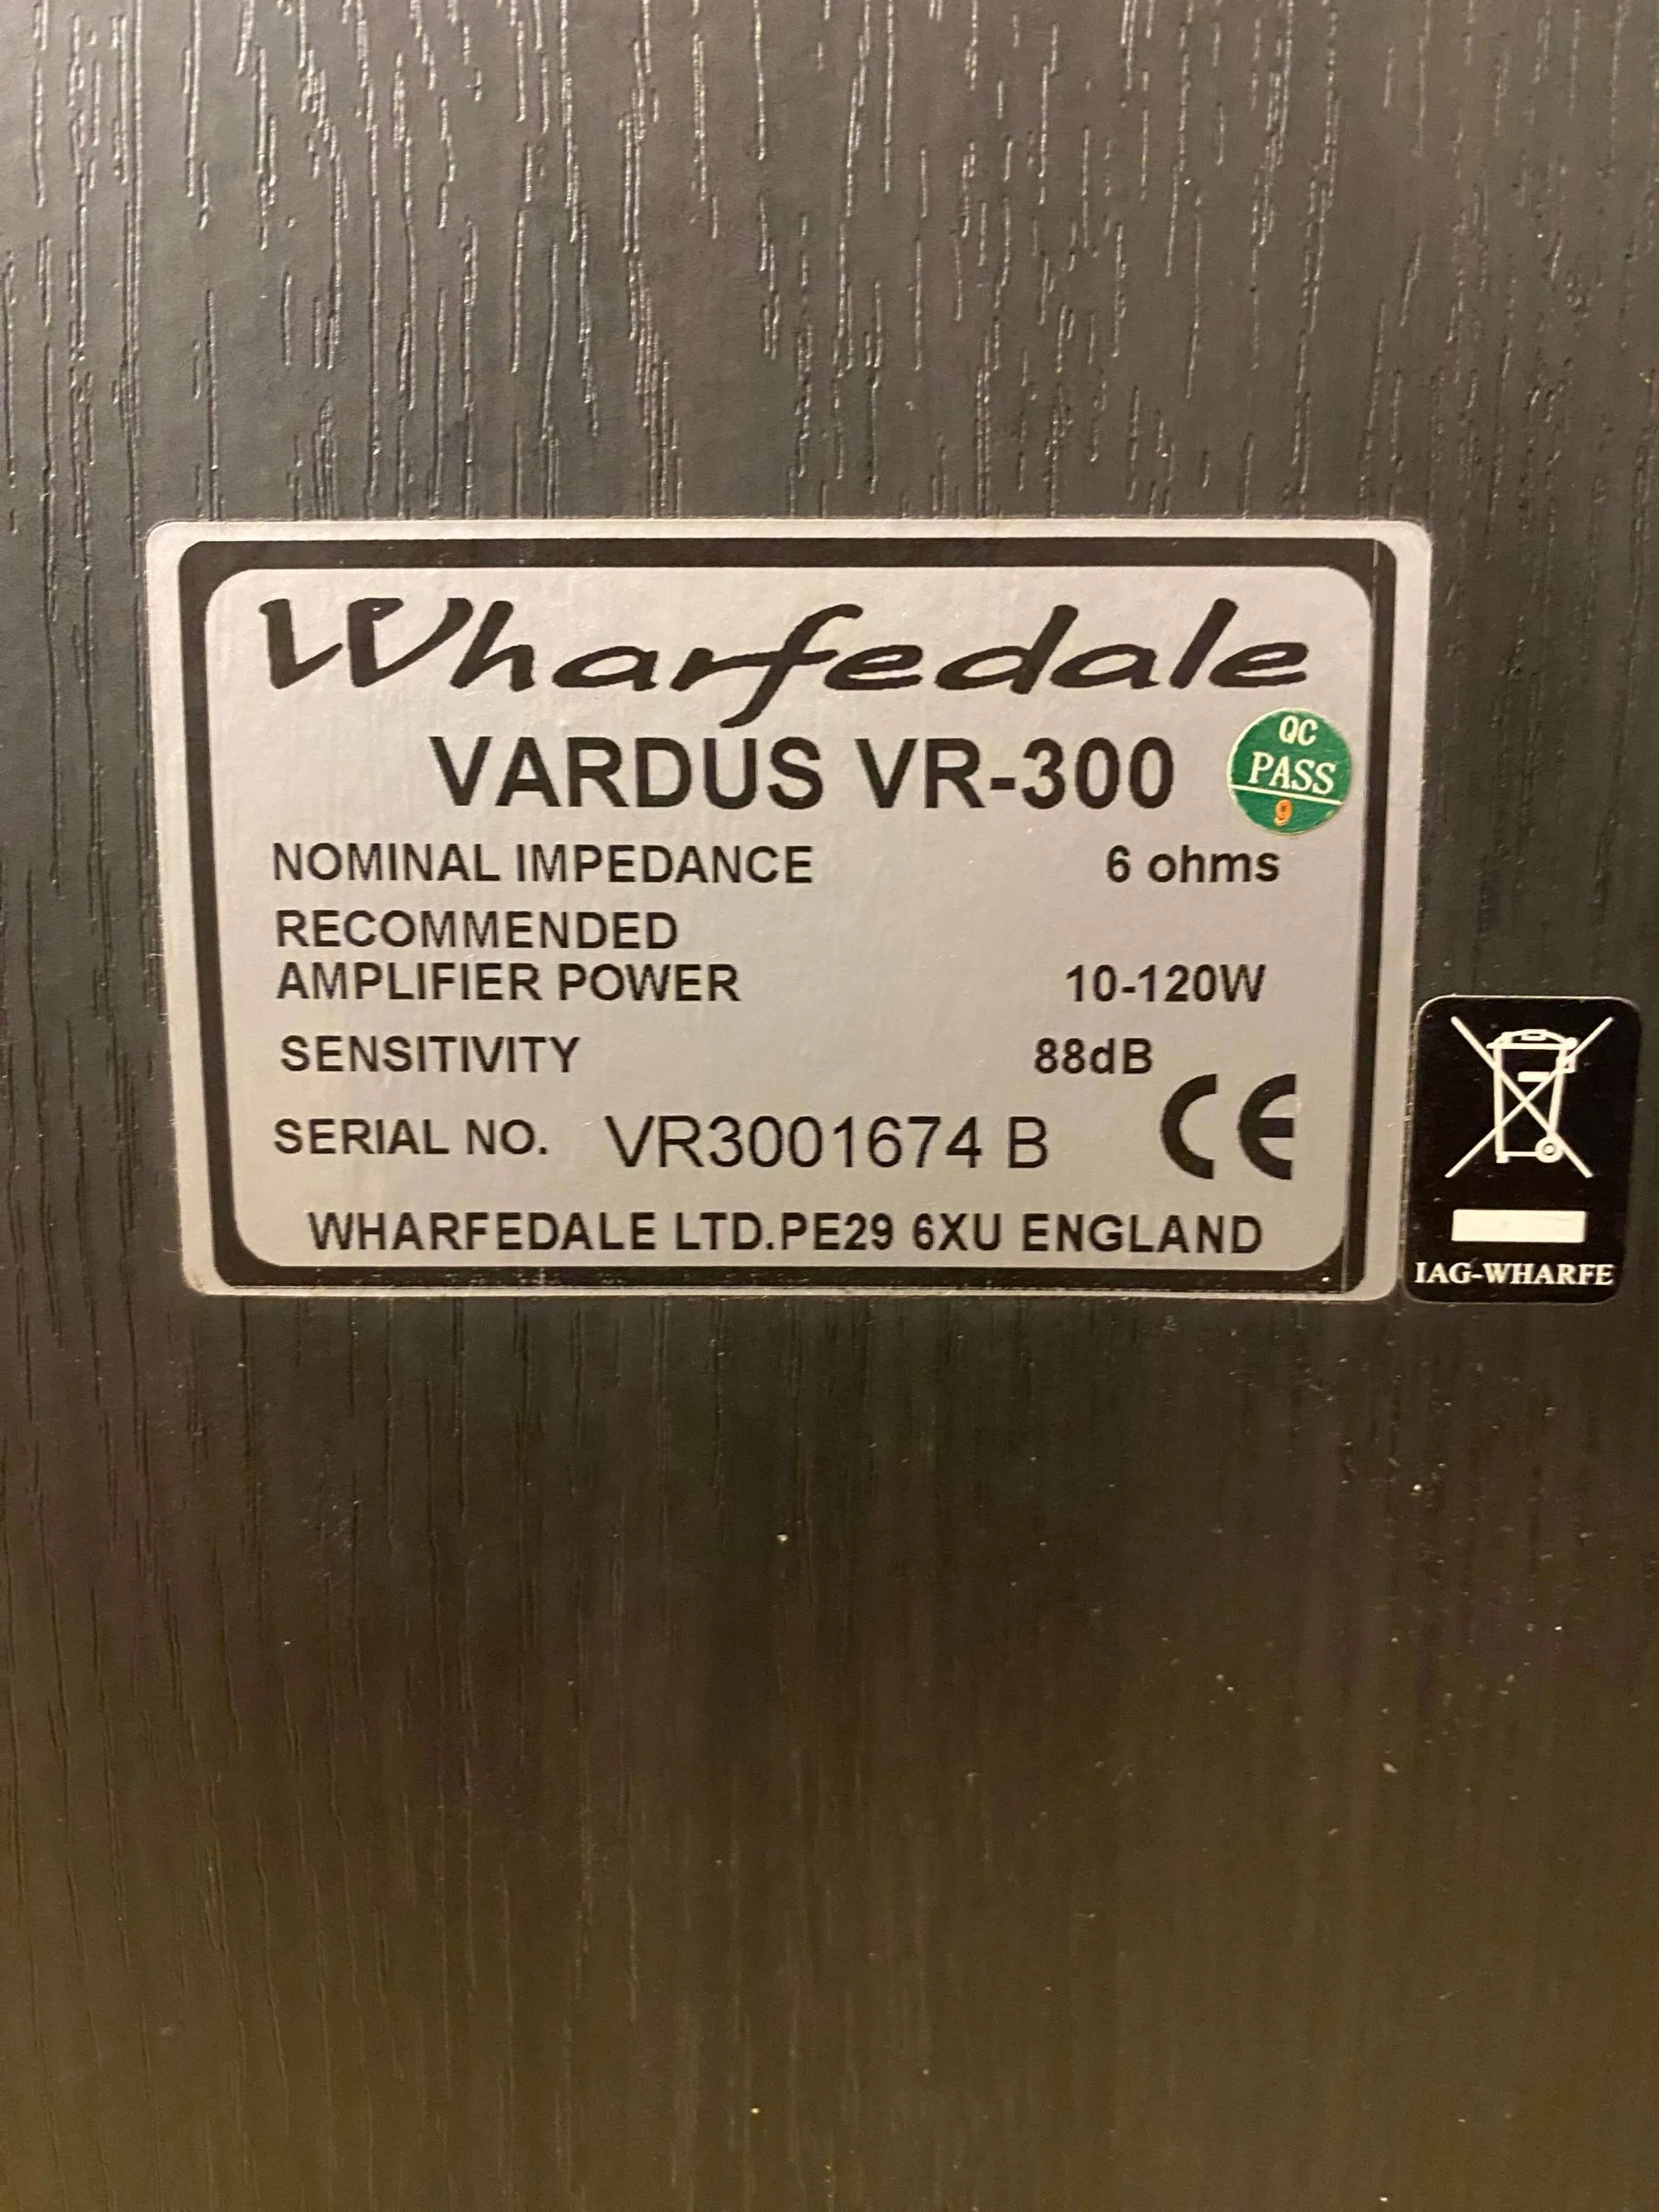 Wharfedale
VARDUS VR-300
QC
PASS
9
NOMINAL IMPEDANCE 6 ohms
RECOMMENDED
AMPLIFIER POWER 10-120W
SENSITIVITY 88dB
SERIAL NO. VR3001674 B CE
WHARFEDALE LTD.PE29 6XU ENGLAND
IAG-WHARFE